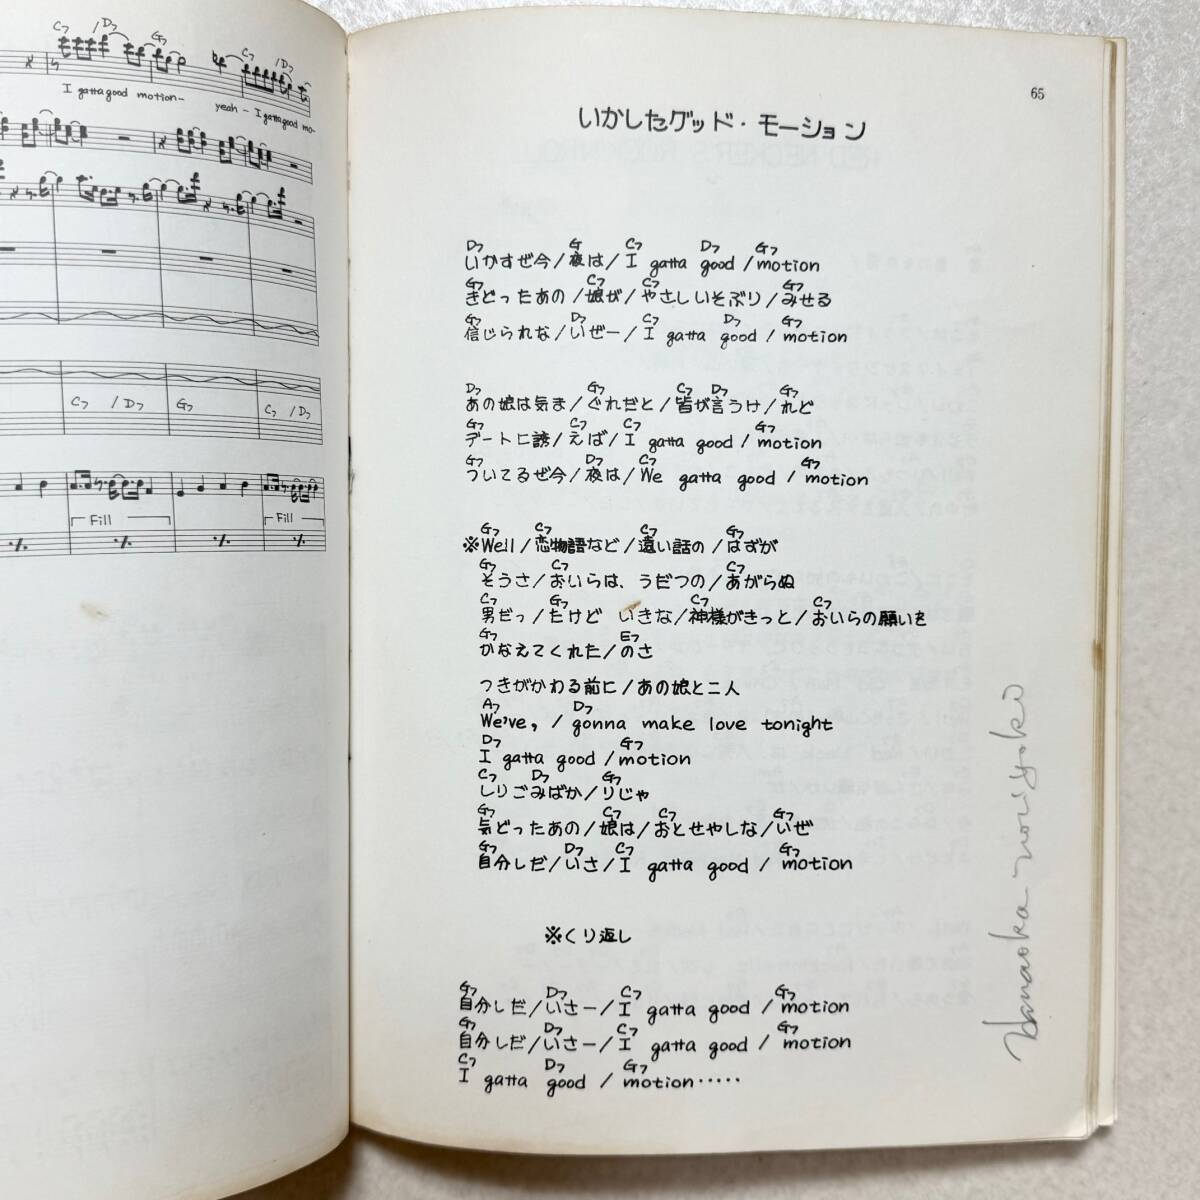 C7 /D7 G7 C7 /D7
I gatta good motion- yeah - I gatta good mo-
C7 /D7 G7 C7 /D7
Fill Fill
65
いかしたグッド・モーション
D7 G C7 D7 G7
いかすぜ今/夜は/I gatta good/motion
G7 C7 C7 G7
きどったあの/娘が/やさしいそぶり/みせる
G7 D7 C7 D7 G7
信じられな/いぜー/I gatta good/motion
D7 G7 C7 D7 G7
あの娘は気ま/ぐれだと/皆が言うけ/れど
G7 C7 C7 G7
デートに誘/えば/I gatta good/motion
G7 D7 C7 G7
ついてるぜ今/夜は/We gatta good/motion
G7 C7 C7 G7
※Well/恋物語など/遠い話の/はずが
G7 C7 C7
そうさ/おいらは、うだつの/あがらぬ
C7 G7 C7 C7
男だっ/たけど いきな/神様がきっと/おいらの願いを
G7 E7
かなえてくれた/のさ
つきがかわる前に/あの娘と二人
A7 D7
We've, / gonna make love tonight
D7 G7
I gatta good/motion
C7 D7 G7
しりごみばか/りじゃ
G7 C7 C7 G7
気どったあの/娘は/おとせやしな/いぜ
G7 D7 C7 G7
自分しだ/いさ/I gatta good/motion
※くり返し
G7 D7 C7 G7
自分しだ/いさー/I gatta good/motion
G7 D7 C7 G7
自分しだ/いさー/I gatta good/motion
C7 D7 G7
I gatta good / motion‥‥‥
Hanaoka noriyuki